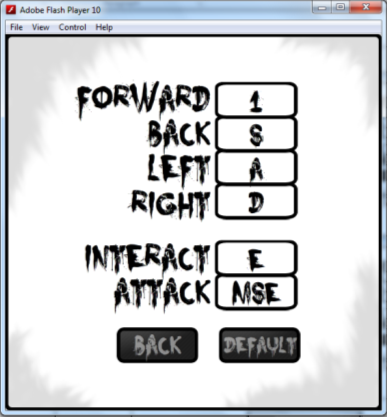 Adobe Flash Player 10
File View Control Help
FORWARD 1
BACK S
LEFT A
RIGHT D
INTERACT E
ATTACK MSE
BACK DEFAULT